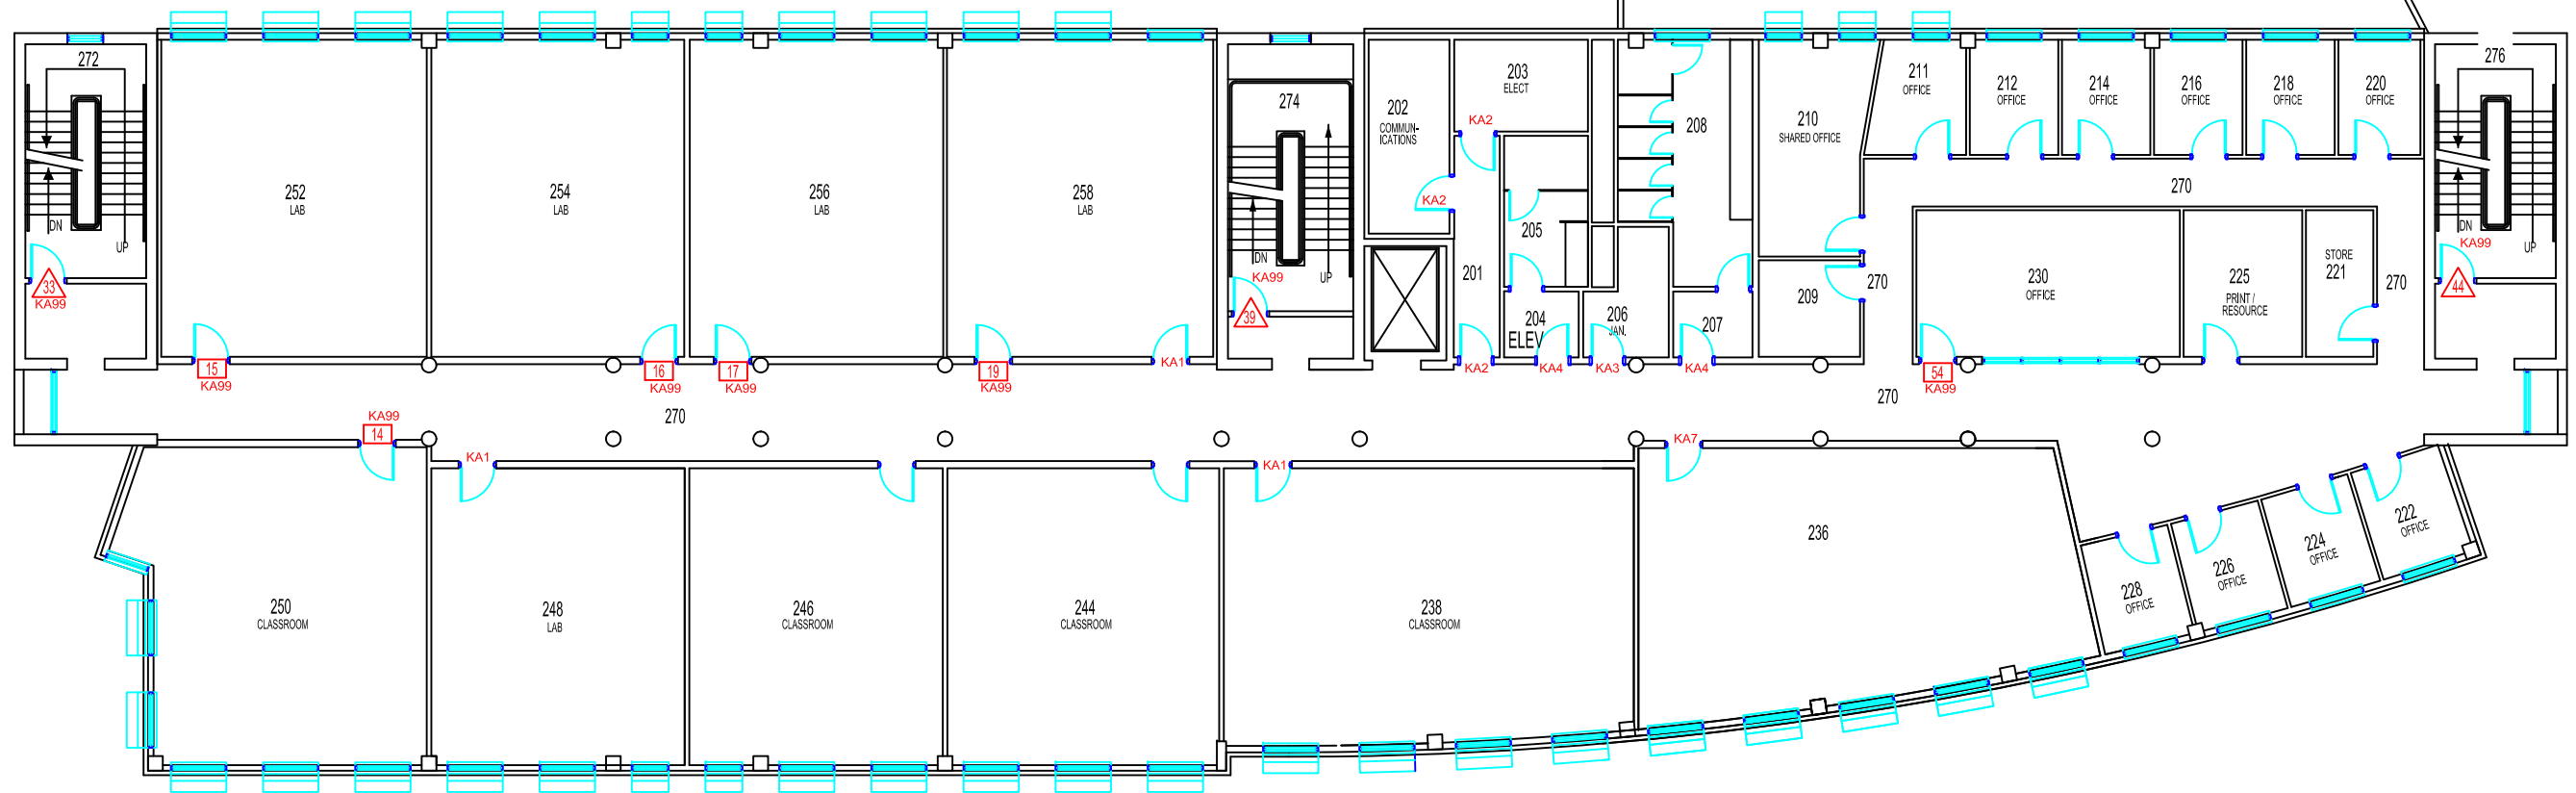 272
DN
UP
33
KA99
252
LAB
254
LAB
256
LAB
258
LAB
15
KA99
16
KA99
17
KA99
19
KA99
KA1
274
DN
UP
KA99
39
202
COMMUN-
ICATIONS
203
ELECT
KA2
KA2
201
KA2
205
204
ELEV
KA4
206
JAN.
KA3
208
207
KA4
210
SHARED OFFICE
209
211
OFFICE
212
OFFICE
214
OFFICE
216
OFFICE
218
OFFICE
220
OFFICE
270
270
230
OFFICE
225
PRINT /
RESOURCE
STORE
221
270
54
KA99
270
276
DN
UP
KA99
44
270
KA99
14
KA1
KA1
KA7
250
CLASSROOM
248
LAB
246
CLASSROOM
244
CLASSROOM
238
CLASSROOM
236
228
OFFICE
226
OFFICE
224
OFFICE
222
OFFICE